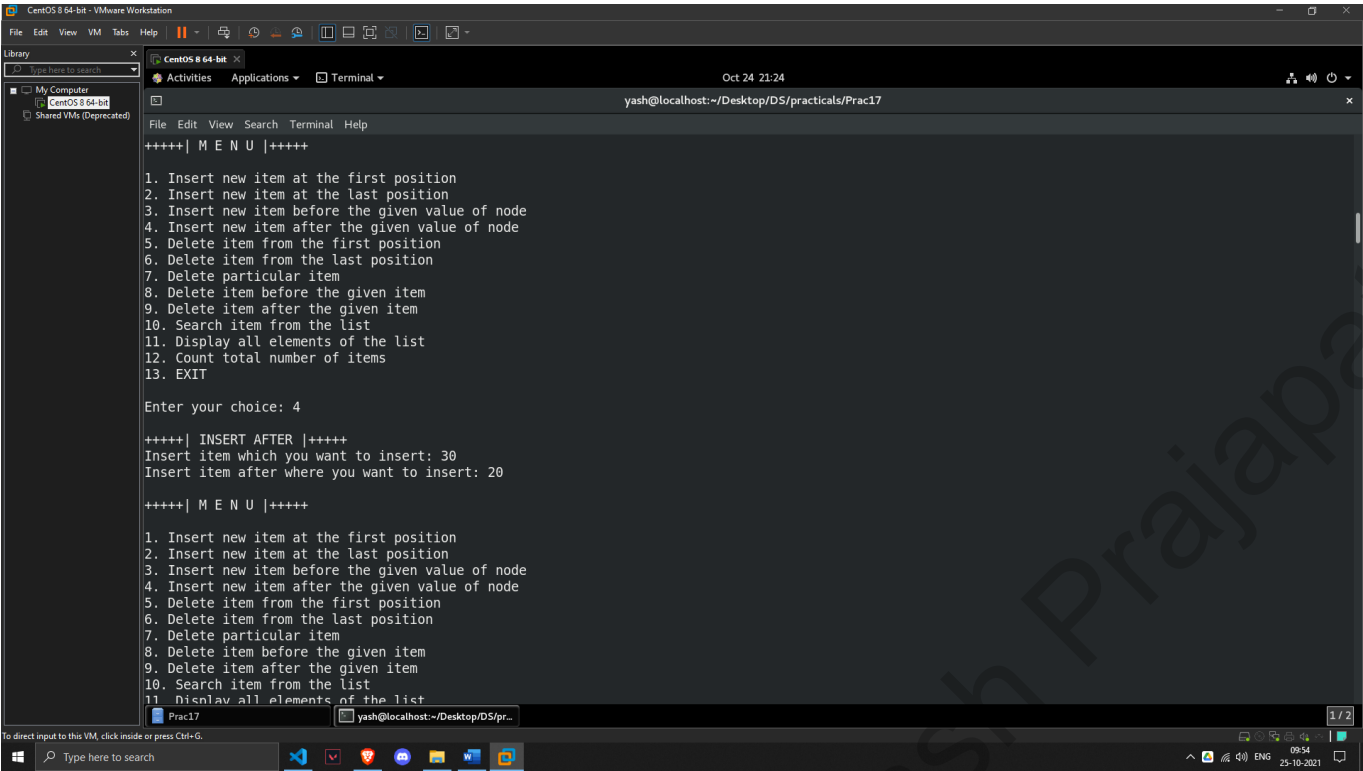 CentOS 8 64-bit - VMware Workstation
File Edit View VM Tabs Help
Library
Type here to search
My Computer
CentOS 8 64-bit
Shared VMs (Deprecated)
CentOS 8 64-bit
Activities Applications Terminal Oct 24 21:24
yash@localhost:~/Desktop/DS/practicals/Prac17
File Edit View Search Terminal Help
+++++| M E N U |+++++
1. Insert new item at the first position
2. Insert new item at the last position
3. Insert new item before the given value of node
4. Insert new item after the given value of node
5. Delete item from the first position
6. Delete item from the last position
7. Delete particular item
8. Delete item before the given item
9. Delete item after the given item
10. Search item from the list
11. Display all elements of the list
12. Count total number of items
13. EXIT
Enter your choice: 4
+++++| INSERT AFTER |+++++
Insert item which you want to insert: 30
Insert item after where you want to insert: 20
+++++| M E N U |+++++
1. Insert new item at the first position
2. Insert new item at the last position
3. Insert new item before the given value of node
4. Insert new item after the given value of node
5. Delete item from the first position
6. Delete item from the last position
7. Delete particular item
8. Delete item before the given item
9. Delete item after the given item
10. Search item from the list
11. Display all elements of the list
Prac17
yash@localhost:~/Desktop/DS/pr...
1 / 2
To direct input to this VM, click inside or press Ctrl+G.
Type here to search
ENG
09:54
25-10-2021